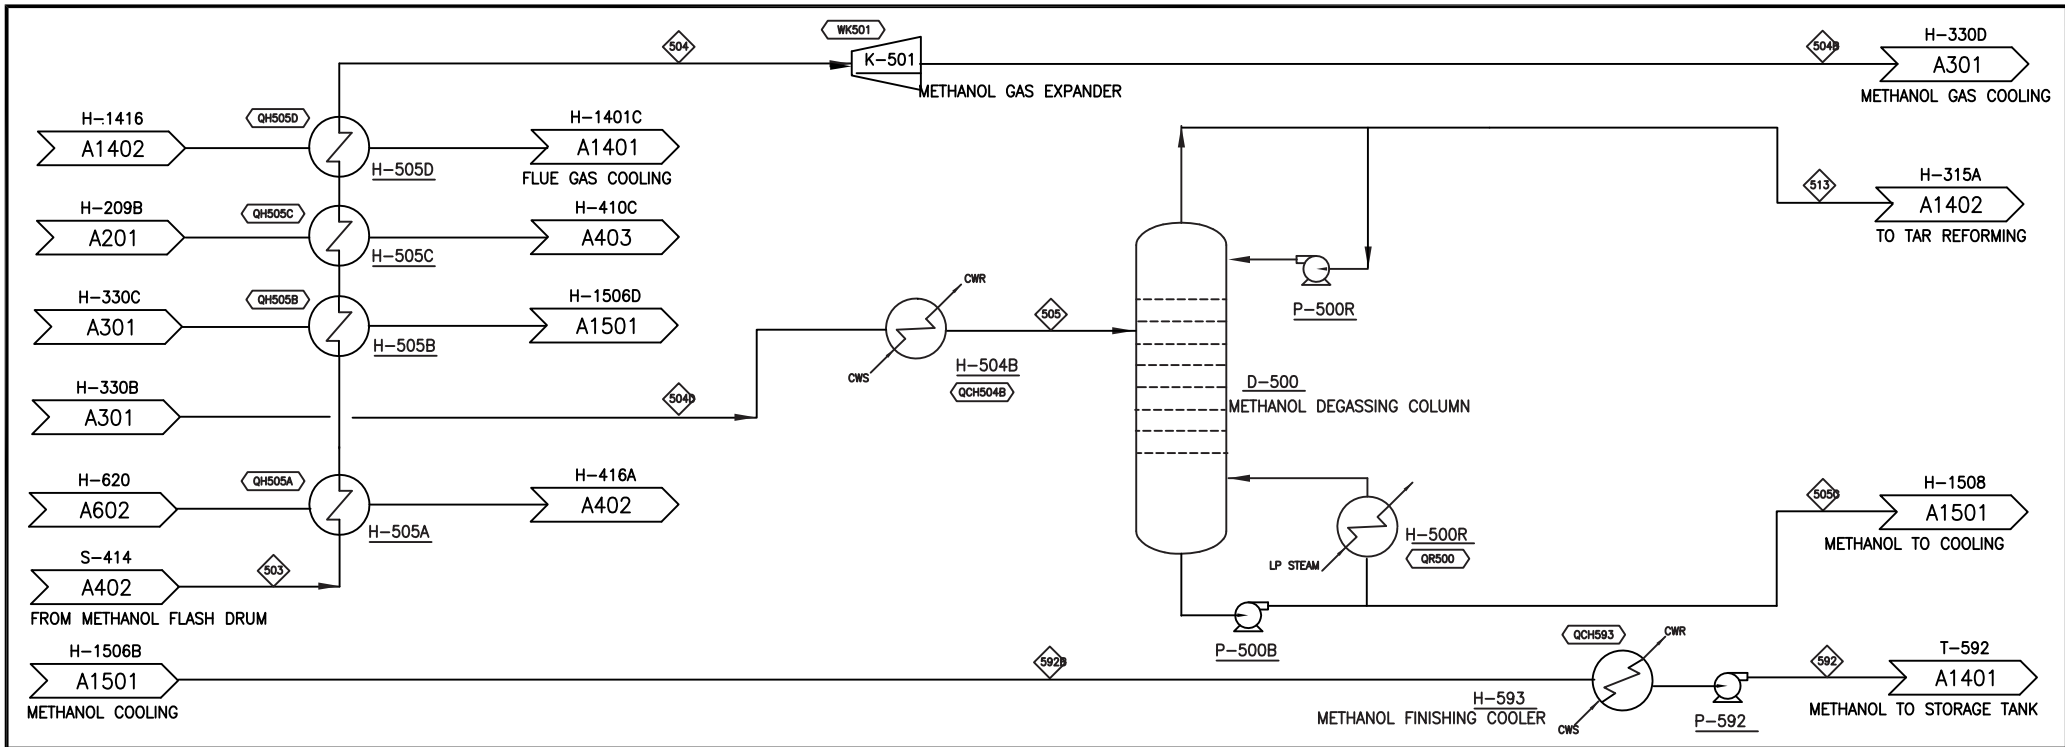 504
WK501
K-501
METHANOL GAS EXPANDER
504B
H-330D
A301
METHANOL GAS COOLING
H-1416
A1402
QH505D
H-505D
H-1401C
A1401
FLUE GAS COOLING
513
H-315A
A1402
TO TAR REFORMING
H-209B
A201
QH505C
H-505C
H-410C
A403
H-330C
A301
QH505B
H-505B
H-1506D
A1501
CWR
CWS
H-504B
QCH504B
505
P-500R
D-500
METHANOL DEGASSING COLUMN
H-330B
A301
504D
H-620
A602
QH505A
H-505A
H-416A
A402
S-414
A402
FROM METHANOL FLASH DRUM
503
LP STEAM
H-500R
QR500
P-500B
505C
H-1508
A1501
METHANOL TO COOLING
H-1506B
A1501
METHANOL COOLING
592B
QCH593
CWR
CWS
H-593
METHANOL FINISHING COOLER
P-592
592
T-592
A1401
METHANOL TO STORAGE TANK